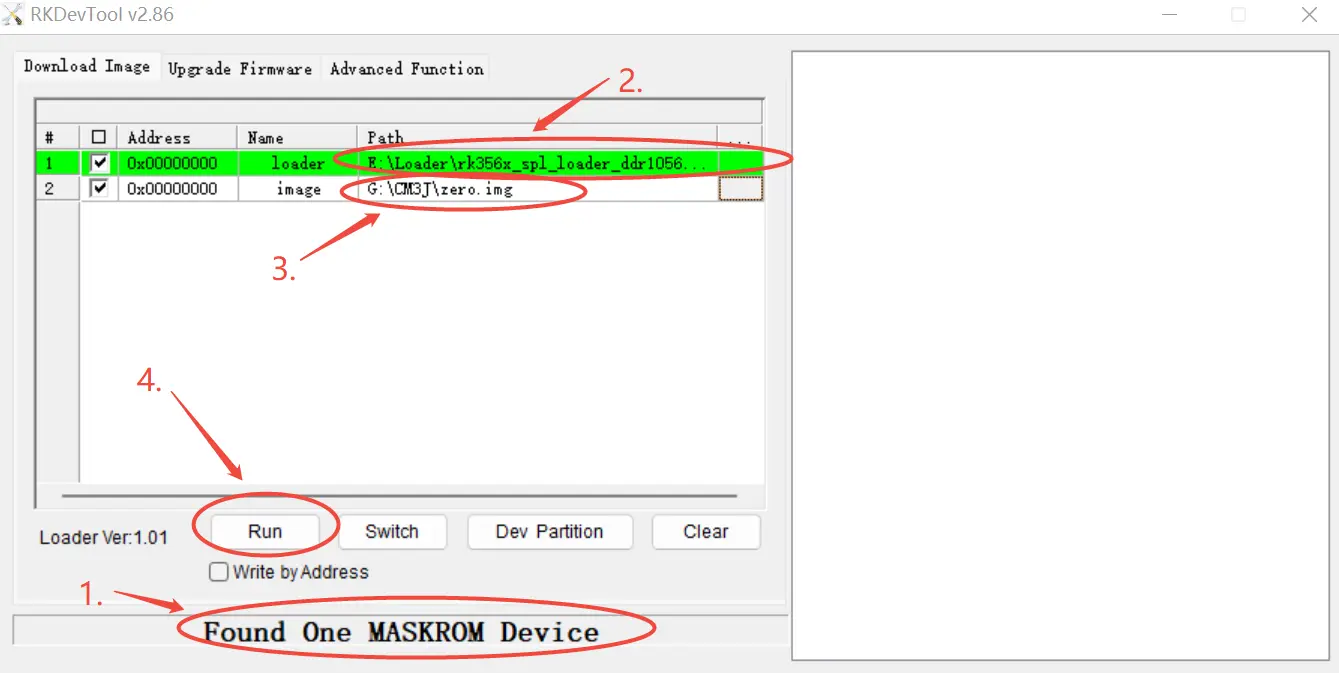 RKDevTool v2.86
Download Image Upgrade Firmware Advanced Function
2.
# Address Name Path ...
1 0x00000000 loader E:\Loader\rk356x_spl_loader_ddr1056...
2 0x00000000 image G:\CM3J\zero.img
3.
4.
Loader Ver:1.01 Run Switch Dev Partition Clear
Write by Address
1.
Found One MASKROM Device